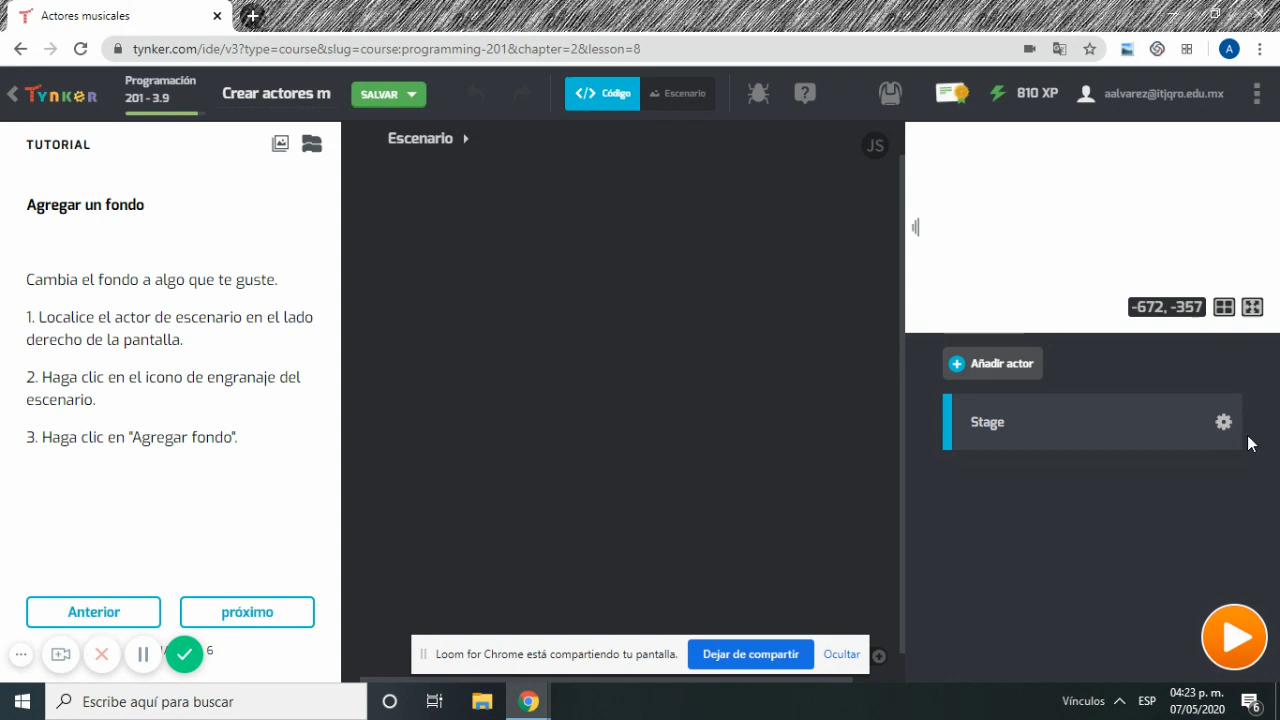 Actores musicales
tynker.com/ide/v3?type=course&slug=course:programming-201&chapter=2&lesson=8
A
TYNKER
Programación
201 - 3.9
Crear actores m
SALVAR
</> Código
Escenario
810 XP
aalvarez@itjqro.edu.mx
TUTORIAL
Escenario
JS
Agregar un fondo
Cambia el fondo a algo que te guste.
1. Localice el actor de escenario en el lado
derecho de la pantalla.
2. Haga clic en el icono de engranaje del
escenario.
3. Haga clic en "Agregar fondo".
-672, -357
Añadir actor
Stage
Anterior
próximo
6
Loom for Chrome está compartiendo tu pantalla.
Dejar de compartir
Ocultar
Escribe aquí para buscar
Vínculos
ESP
04:23 p. m.
07/05/2020
6